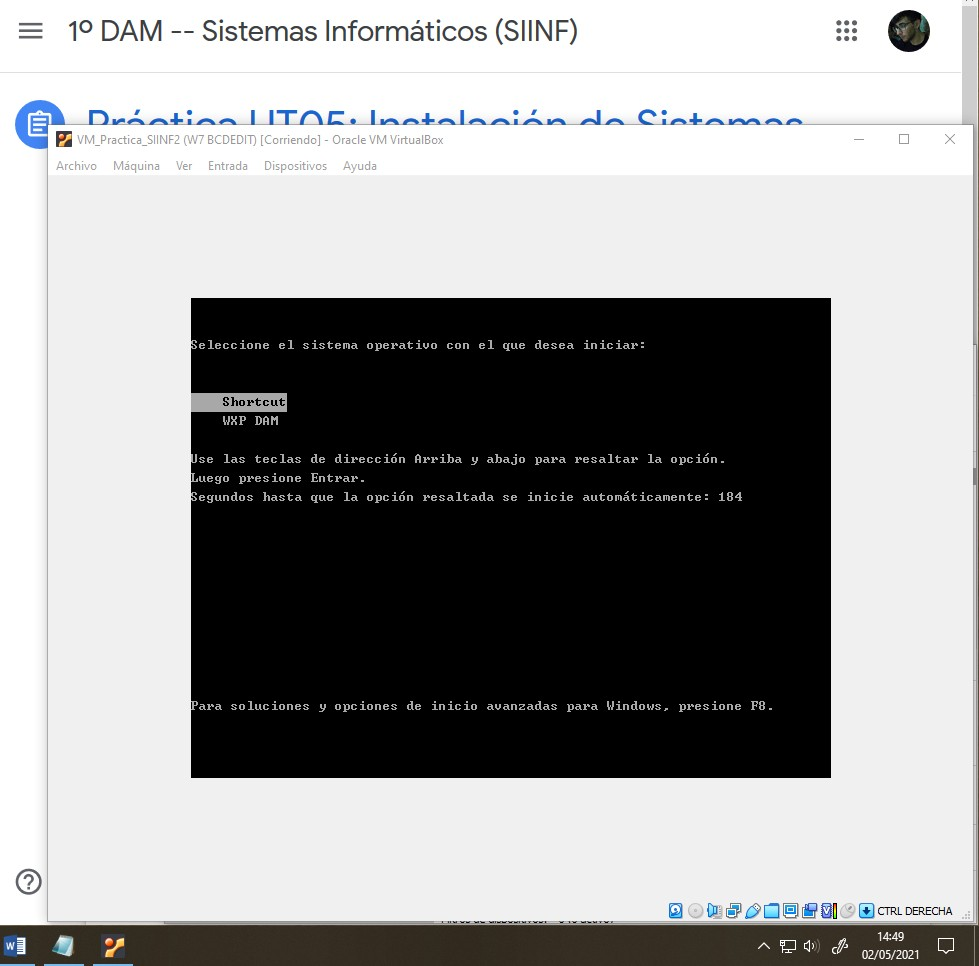 1º DAM -- Sistemas Informáticos (SIINF)
Práctica UT05: Instalación de Sistemas
VM_Practica_SIINF2 (W7 BCDEDIT) [Corriendo] - Oracle VM VirtualBox
Archivo Máquina Ver Entrada Dispositivos Ayuda
Seleccione el sistema operativo con el que desea iniciar:
Shortcut
WXP DAM
Use las teclas de dirección Arriba y abajo para resaltar la opción.
Luego presione Entrar.
Segundos hasta que la opción resaltada se inicie automáticamente: 184
Para soluciones y opciones de inicio avanzadas para Windows, presione F8.
CTRL DERECHA
14:49
02/05/2021